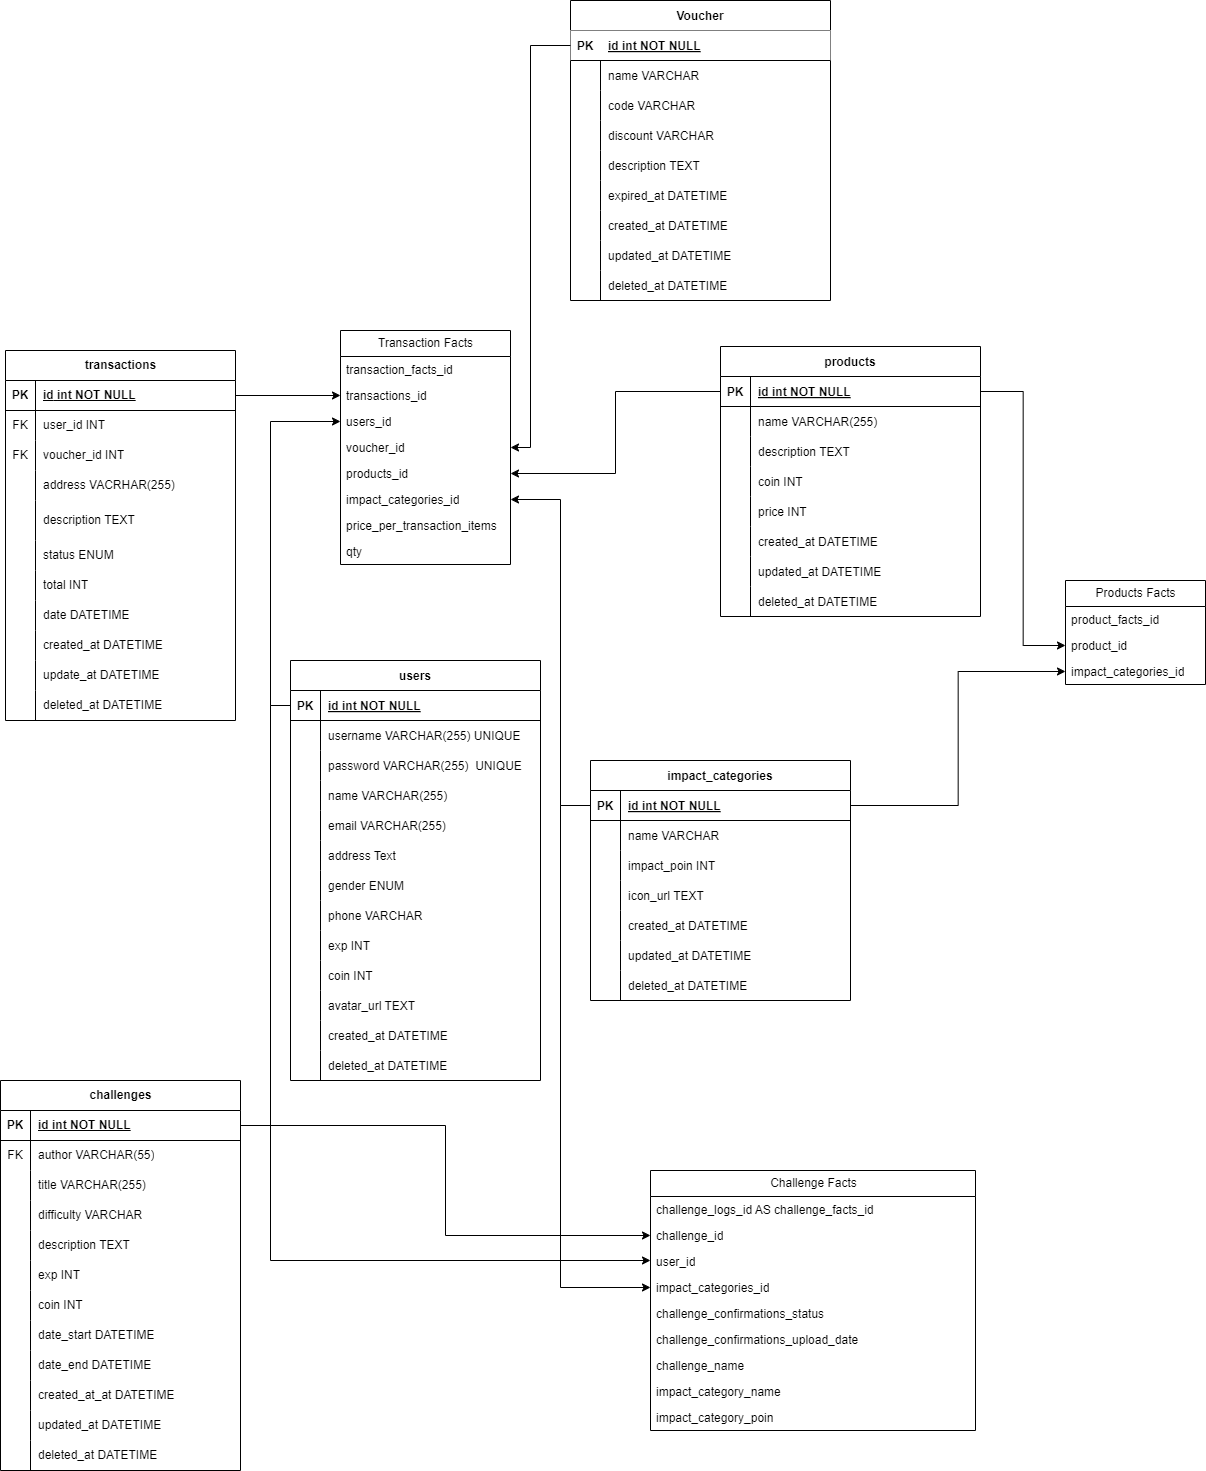 Voucher
PK id int NOT NULL
name VARCHAR
code VARCHAR
discount VARCHAR
description TEXT
expired_at DATETIME
created_at DATETIME
updated_at DATETIME
deleted_at DATETIME
transactions
PK id int NOT NULL
FK user_id INT
FK voucher_id INT
address VACRHAR(255)
description TEXT
status ENUM
total INT
date DATETIME
created_at DATETIME
update_at DATETIME
deleted_at DATETIME
Transaction Facts
transaction_facts_id
transactions_id
users_id
voucher_id
products_id
impact_categories_id
price_per_transaction_items
qty
products
PK id int NOT NULL
name VARCHAR(255)
description TEXT
coin INT
price INT
created_at DATETIME
updated_at DATETIME
deleted_at DATETIME
Products Facts
product_facts_id
product_id
impact_categories_id
users
PK id int NOT NULL
username VARCHAR(255) UNIQUE
password VARCHAR(255) UNIQUE
name VARCHAR(255)
email VARCHAR(255)
address Text
gender ENUM
phone VARCHAR
exp INT
coin INT
avatar_url TEXT
created_at DATETIME
deleted_at DATETIME
impact_categories
PK id int NOT NULL
name VARCHAR
impact_poin INT
icon_url TEXT
created_at DATETIME
updated_at DATETIME
deleted_at DATETIME
challenges
PK id int NOT NULL
FK author VARCHAR(55)
title VARCHAR(255)
difficulty VARCHAR
description TEXT
exp INT
coin INT
date_start DATETIME
date_end DATETIME
created_at_at DATETIME
updated_at DATETIME
deleted_at DATETIME
Challenge Facts
challenge_logs_id AS challenge_facts_id
challenge_id
user_id
impact_categories_id
challenge_confirmations_status
challenge_confirmations_upload_date
challenge_name
impact_category_name
impact_category_poin